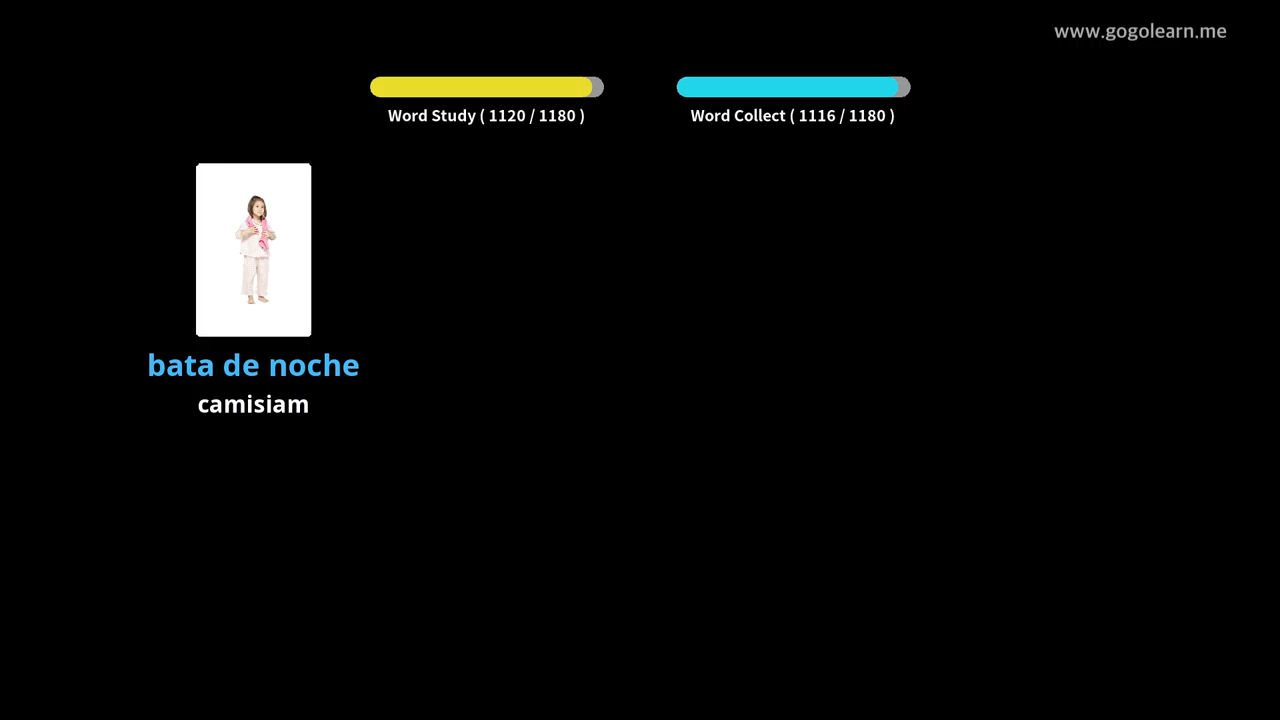 www.gogolearn.me
Word Study ( 1120 / 1180 )
Word Collect ( 1116 / 1180 )
bata de noche
camisiam